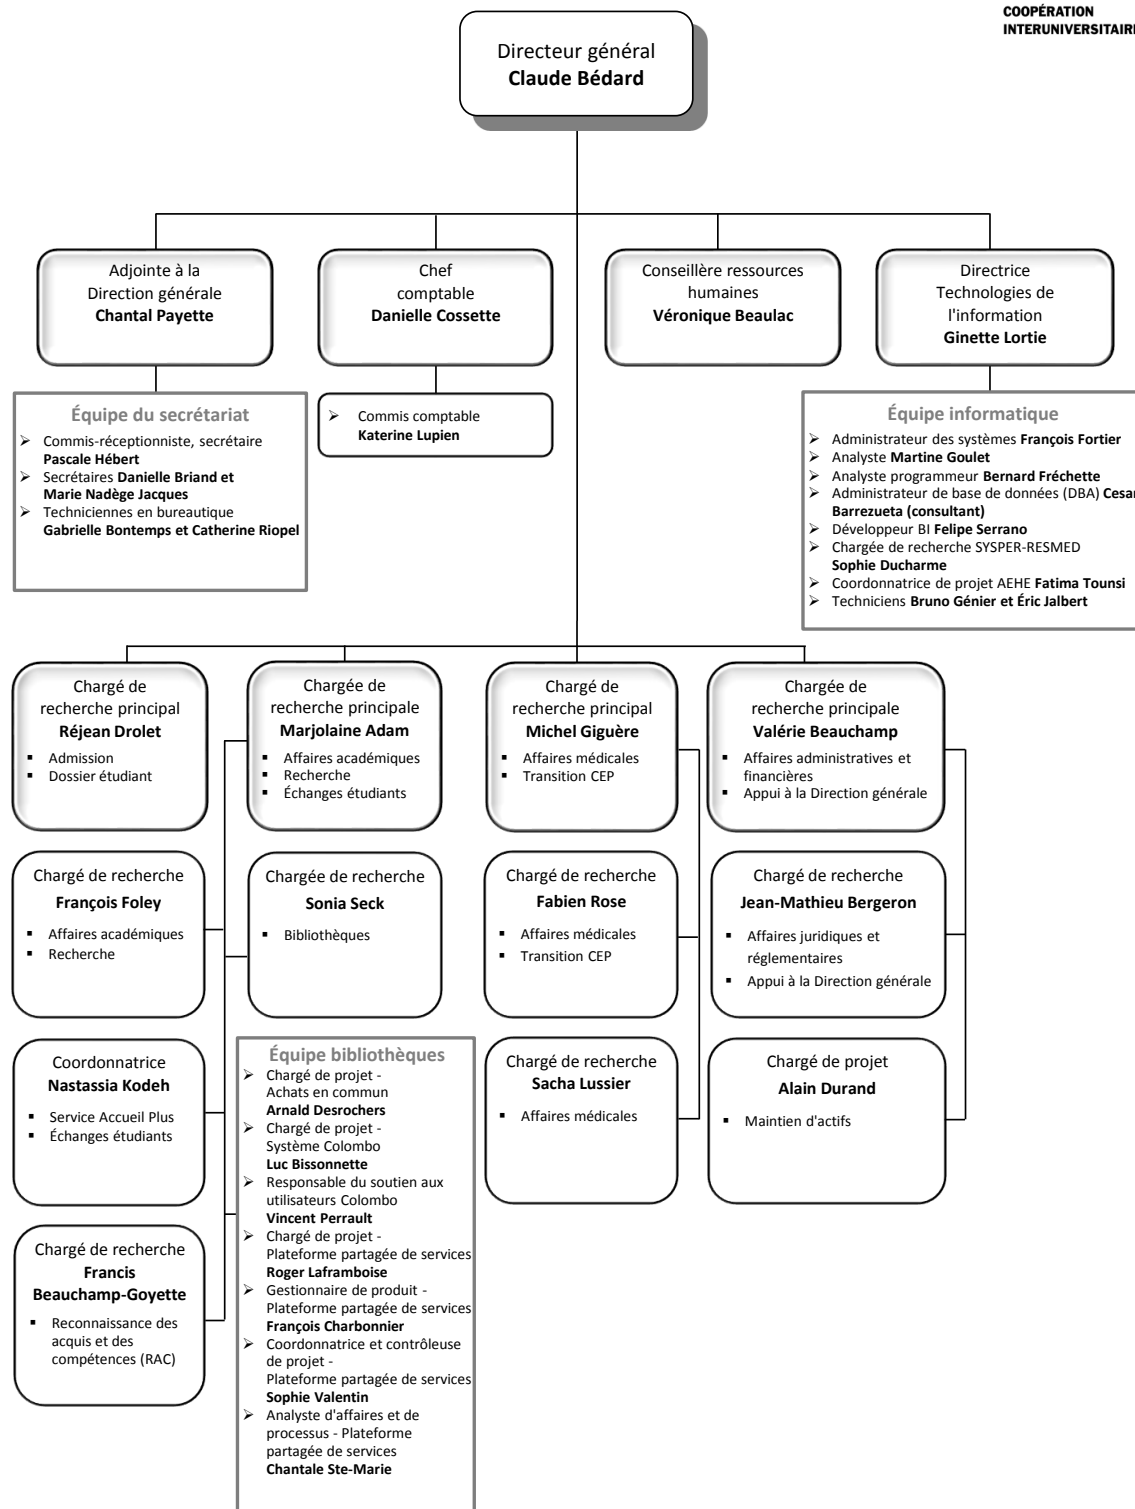 COOPÉRATION
INTERUNIVERSITAIRE
Directeur général
Claude Bédard
Adjointe à la
Direction générale
Chantal Payette
Chef
comptable
Danielle Cossette
Conseillère ressources
humaines
Véronique Beaulac
Directrice
Technologies de
l'information
Ginette Lortie
Équipe du secrétariat
➢ Commis-réceptionniste, secrétaire
Pascale Hébert
➢ Secrétaires Danielle Briand et
Marie Nadège Jacques
➢ Techniciennes en bureautique
Gabrielle Bontemps et Catherine Riopel
➢ Commis comptable
Katerine Lupien
Équipe informatique
➢ Administrateur des systèmes François Fortier
➢ Analyste Martine Goulet
➢ Analyste programmeur Bernard Fréchette
➢ Administrateur de base de données (DBA) Cesar
Barrezueta (consultant)
➢ Développeur BI Felipe Serrano
➢ Chargée de recherche SYSPER-RESMED
Sophie Ducharme
➢ Coordonnatrice de projet AEHE Fatima Tounsi
➢ Techniciens Bruno Génier et Éric Jalbert
Chargé de
recherche principal
Réjean Drolet
▪ Admission
▪ Dossier étudiant
Chargée de
recherche principale
Marjolaine Adam
▪ Affaires académiques
▪ Recherche
▪ Échanges étudiants
Chargé de
recherche principal
Michel Giguère
▪ Affaires médicales
▪ Transition CEP
Chargée de
recherche principale
Valérie Beauchamp
▪ Affaires administratives et
financières
▪ Appui à la Direction générale
Chargé de recherche
François Foley
▪ Affaires académiques
▪ Recherche
Chargée de recherche
Sonia Seck
▪ Bibliothèques
Chargé de recherche
Fabien Rose
▪ Affaires médicales
▪ Transition CEP
Chargé de recherche
Jean-Mathieu Bergeron
▪ Affaires juridiques et
réglementaires
▪ Appui à la Direction générale
Coordonnatrice
Nastassia Kodeh
▪ Service Accueil Plus
▪ Échanges étudiants
Équipe bibliothèques
➢ Chargé de projet -
Achats en commun
Arnald Desrochers
➢ Chargé de projet -
Système Colombo
Luc Bissonnette
➢ Responsable du soutien aux
utilisateurs Colombo
Vincent Perrault
➢ Chargé de projet -
Plateforme partagée de services
Roger Laframboise
➢ Gestionnaire de produit -
Plateforme partagée de services
François Charbonnier
➢ Coordonnatrice et contrôleuse
de projet -
Plateforme partagée de services
Sophie Valentin
➢ Analyste d'affaires et de
processus - Plateforme
partagée de services
Chantale Ste-Marie
Chargé de recherche
Sacha Lussier
▪ Affaires médicales
Chargé de projet
Alain Durand
▪ Maintien d'actifs
Chargé de recherche
Francis
Beauchamp-Goyette
▪ Reconnaissance des
acquis et des
compétences (RAC)